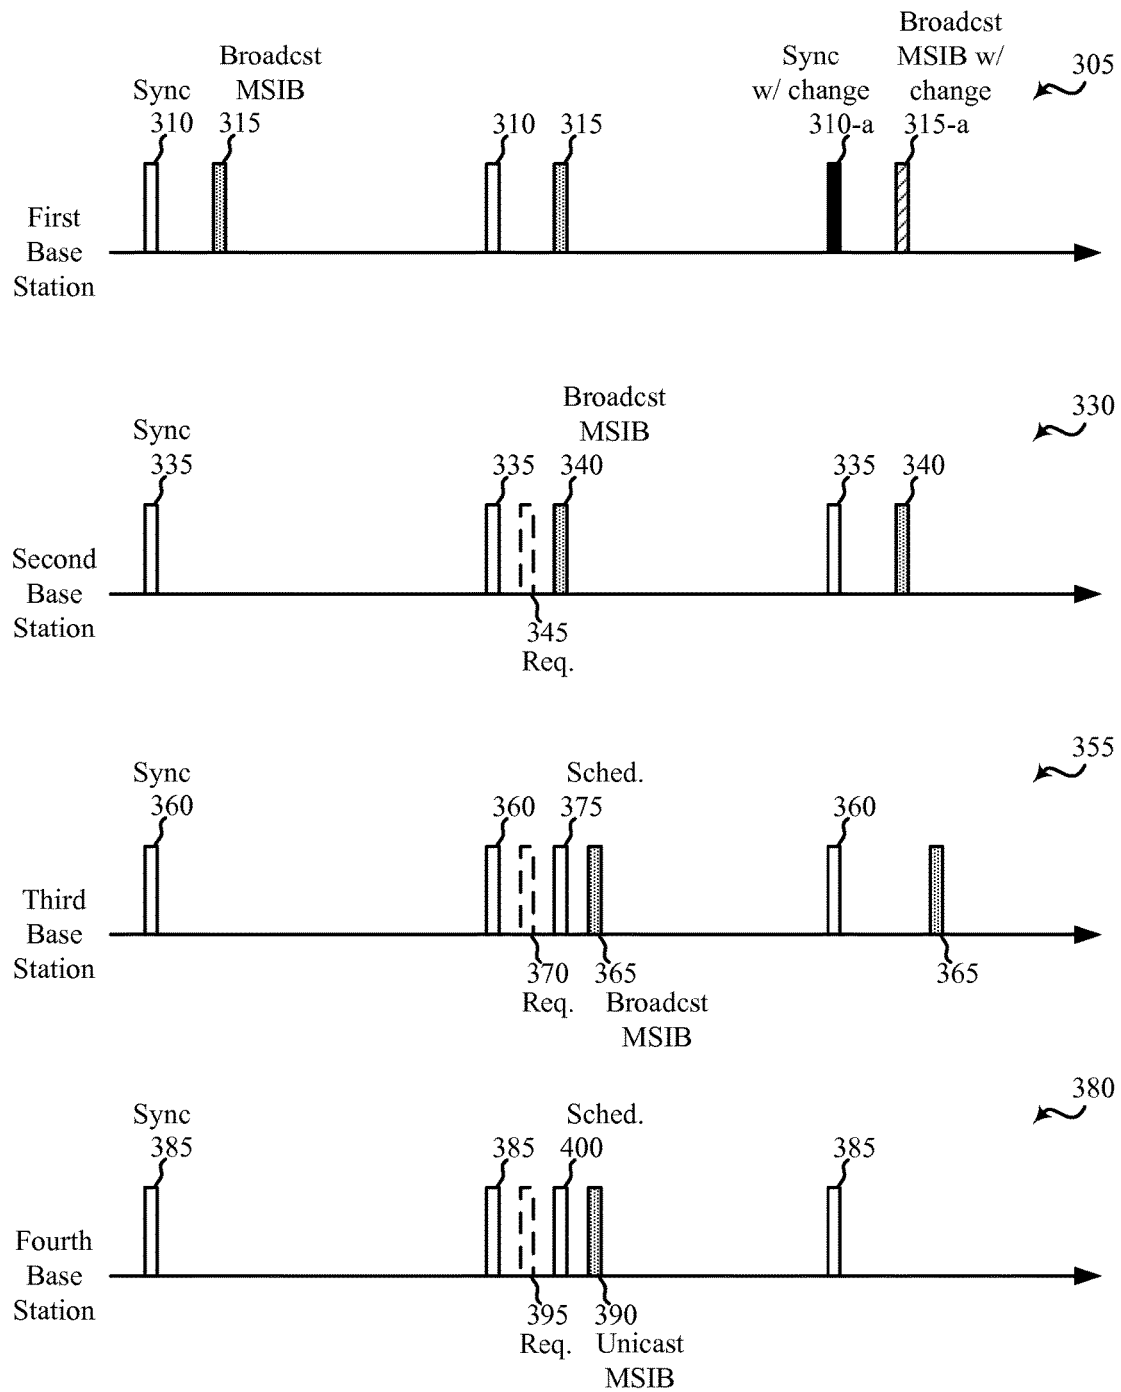 Sync
310
Broadcst
MSIB
315
310
315
Sync
w/ change
310-a
Broadcst
MSIB w/
change
315-a
305
First
Base
Station
Sync
335
335
Broadcst
MSIB
340
335
340
330
Second
Base
Station
345
Req.
Sync
360
360
Sched.
375
360
355
Third
Base
Station
370
Req.
365
Broadcst
MSIB
365
Sync
385
385
Sched.
400
385
380
Fourth
Base
Station
395
Req.
390
Unicast
MSIB